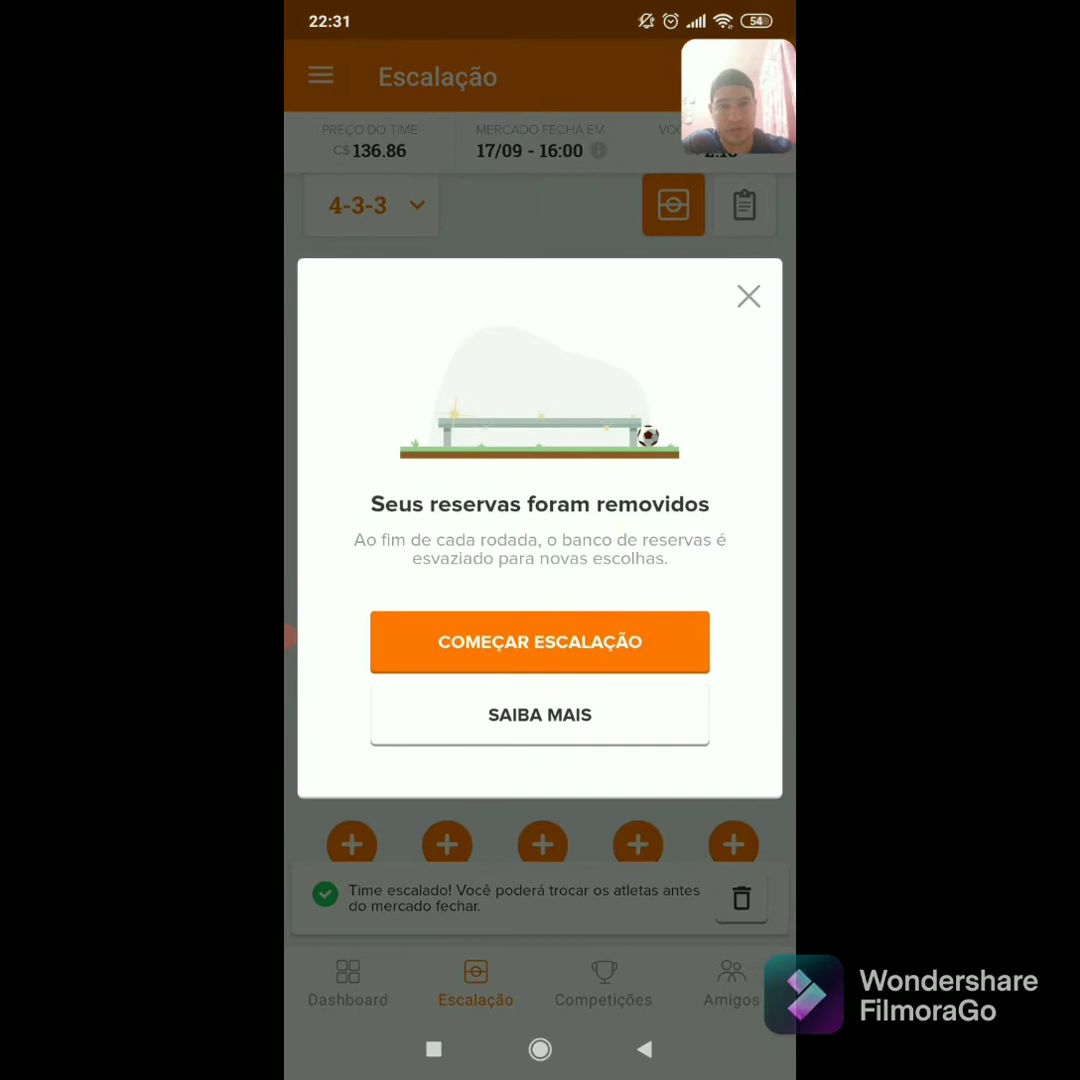 22:31
54
Escalação
PREÇO DO TIME
MERCADO FECHA EM
C$ 136.86
17/09 - 16:00
4-3-3
Seus reservas foram removidos
Ao fim de cada rodada, o banco de reservas é
esvaziado para novas escolhas.
COMEÇAR ESCALAÇÃO
SAIBA MAIS
Time escalado! Você poderá trocar os atletas antes
do mercado fechar.
Dashboard
Escalação
Competições
Amigos
Wondershare
FilmoraGo